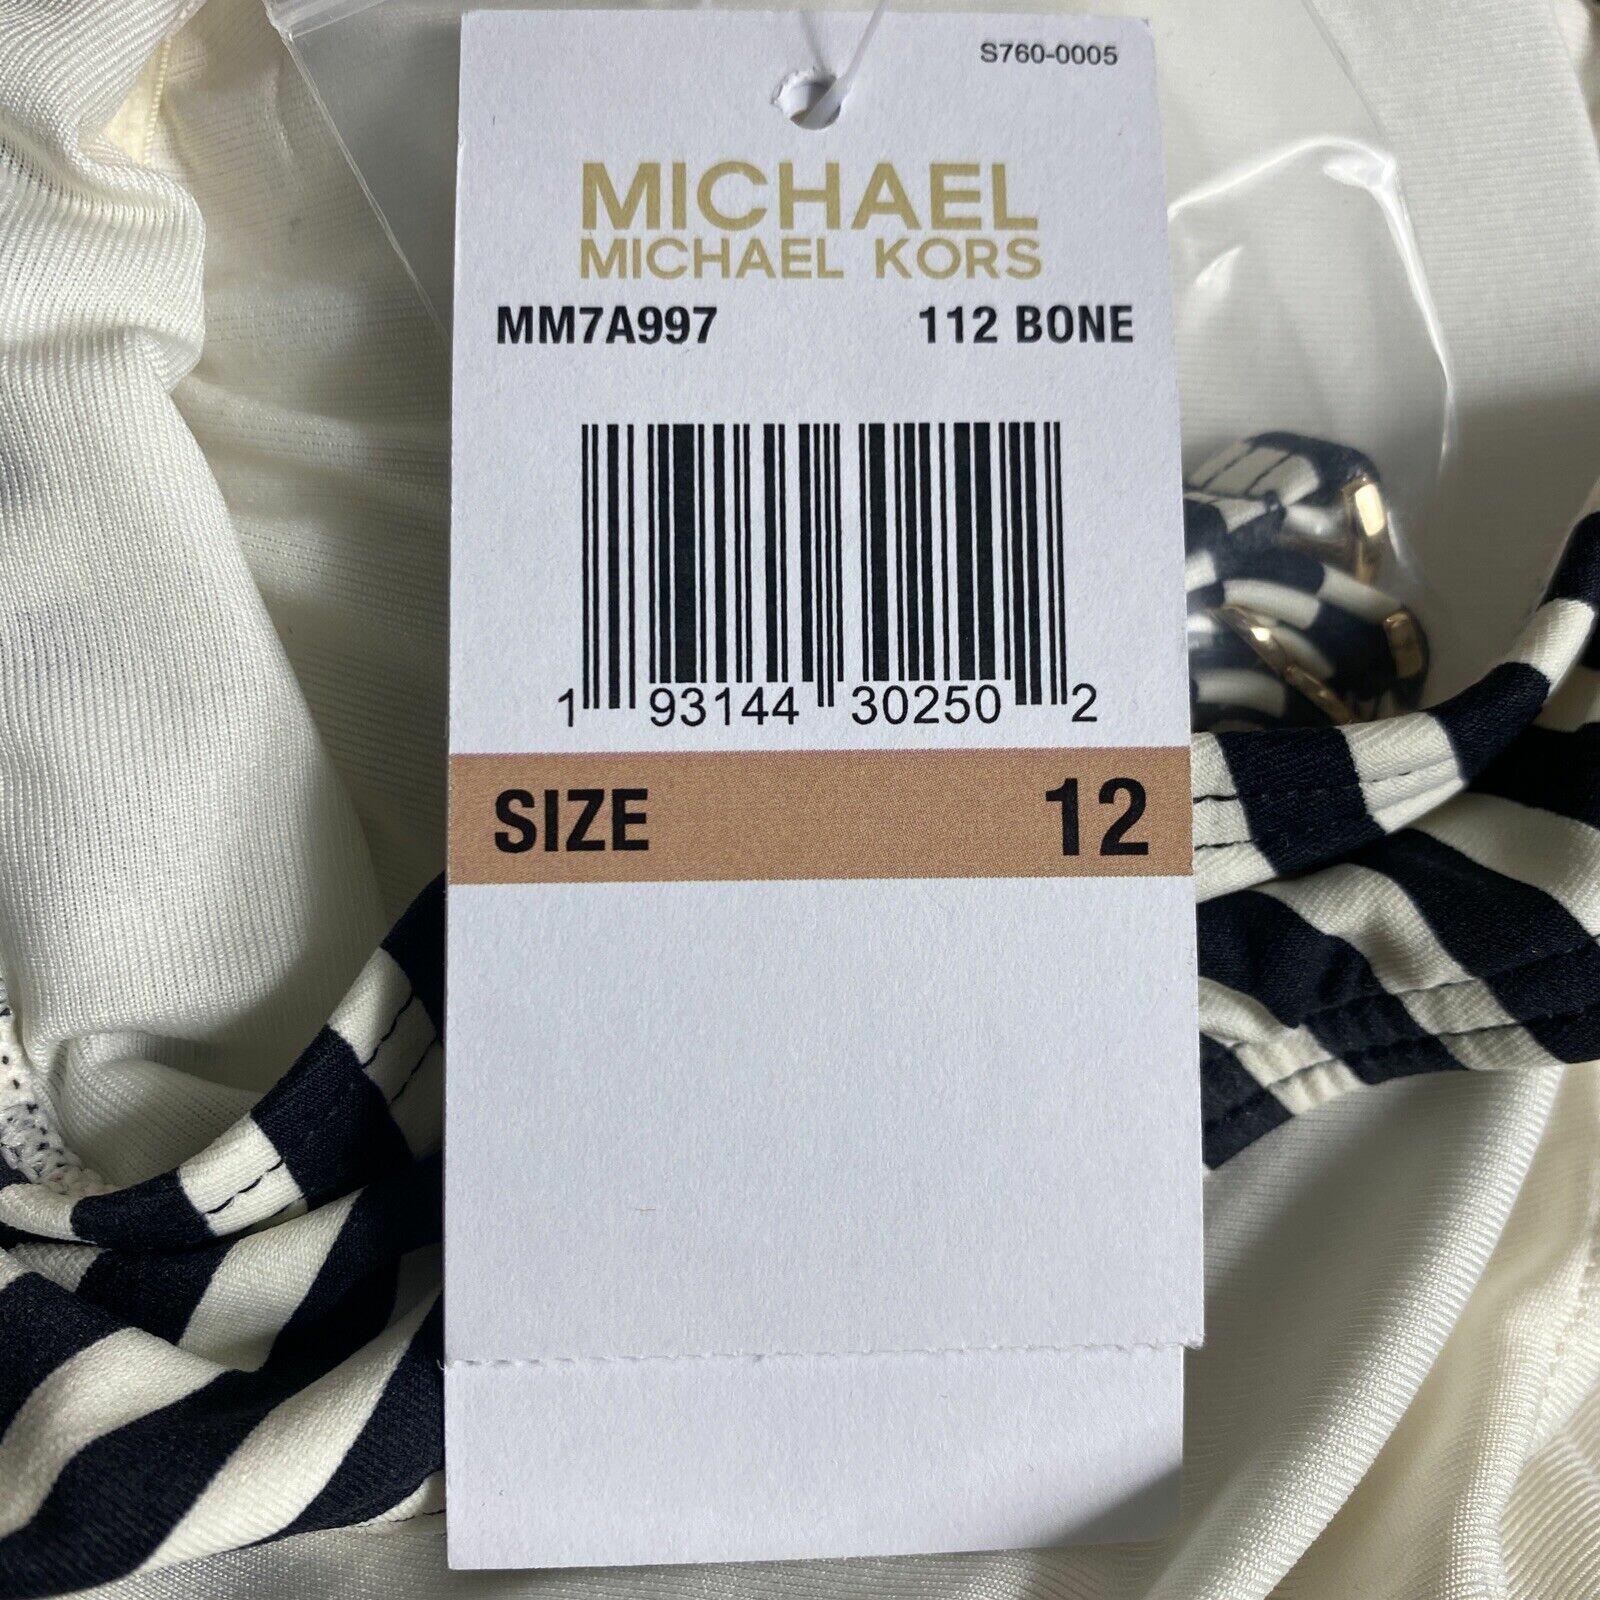 S760-0005
MICHAEL
MICHAEL KORS
MM7A997 112 BONE
1 93144 30250 2
SIZE 12